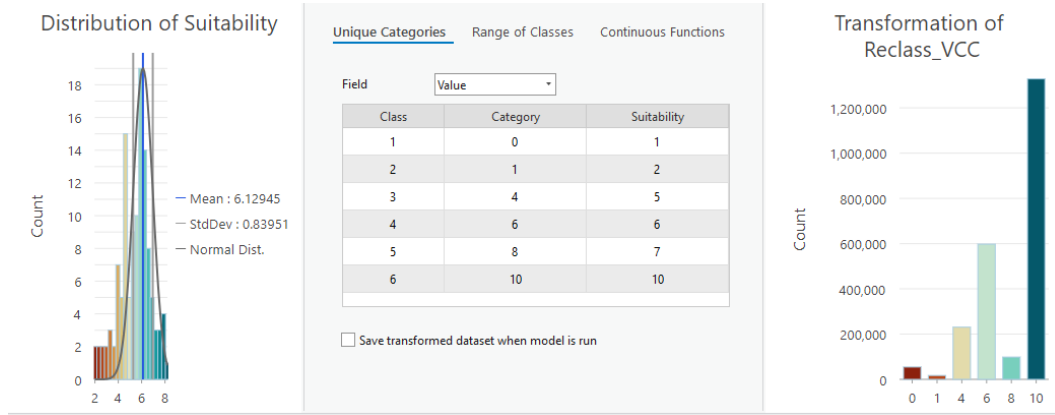 Distribution of Suitability
Count
18
16
14
12
10
8
6
4
2
0
2 4 6 8
Mean : 6.12945
StdDev : 0.83951
Normal Dist.
Unique Categories Range of Classes Continuous Functions
Field Value
Class Category Suitability
1 0 1
2 1 2
3 4 5
4 6 6
5 8 7
6 10 10
Save transformed dataset when model is run
Transformation of
Reclass_VCC
Count
1,200,000
1,000,000
800,000
600,000
400,000
200,000
0
0 1 4 6 8 10